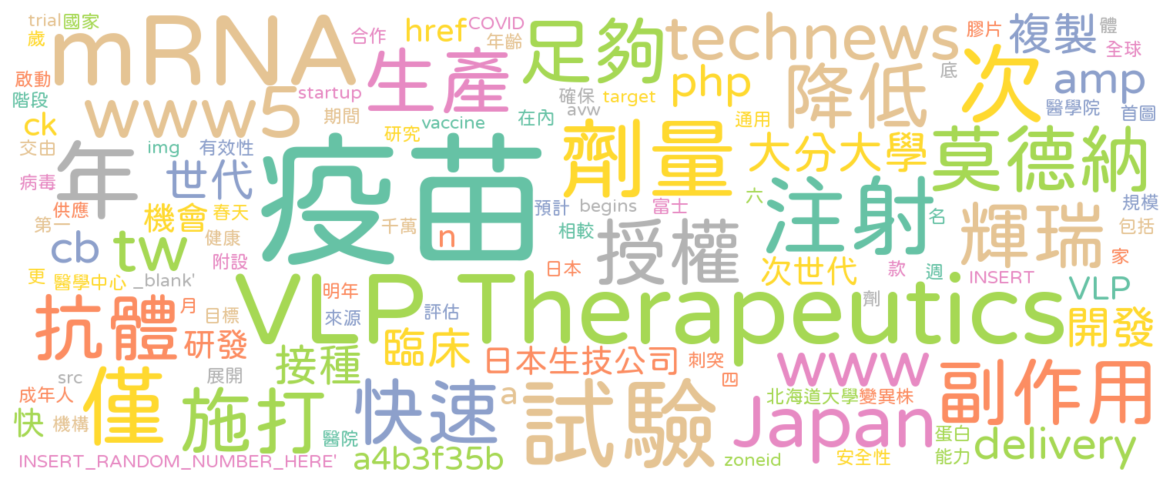 trial 國家 mRNA 合作 href COVID 足夠 technews 膠片 複製 體
歲 年齡 全球
啟動 生產 降低 底 次 amp
階段 www5 startup 確保 target php 醫學院 首圖
ck 期間 avw 在內 劑量 通用
交由 img 有效性 研究 vaccine 大分大學 莫德納
病毒 年 世代 疫苗 六
供應 機會 春天 預計 begins 富士 注射 名 規模
第一 cb tw 健康 千萬 n 相較 授權 輝瑞 包括
更 附設 家
醫學中心 _blank' 日本 次世代 款 週 INSERT VLP
抗體 月 目標 明年 VLP Therapeutics 劑 開發
研發 來源 評估
src 展開 接種 臨床 日本生技公司 刺突 www 副作用
成年人 僅 施打 快速 a 試驗 四 北海道大學 變異株
快 機構 醫院 Japan 蛋白 delivery
INSERT_RANDOM_NUMBER_HERE' a4b3f35b zoneid 安全性 能力